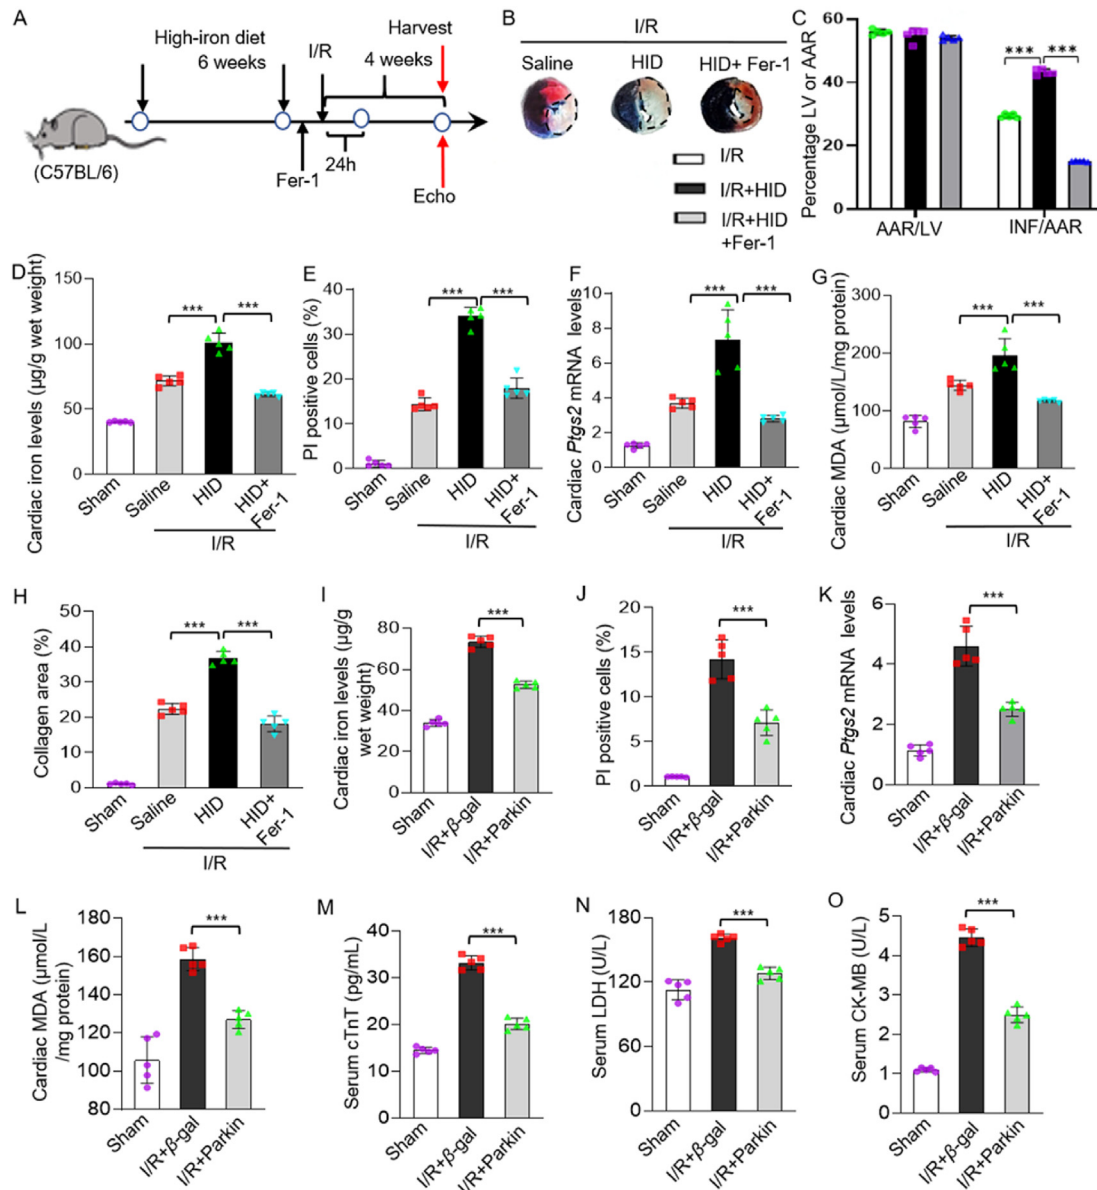 A
High-iron diet
6 weeks
I/R
Harvest
4 weeks
(C57BL/6)
Fer-1
24h
Echo
B
I/R
Saline
HID
HID+ Fer-1
I/R
I/R+HID
I/R+HID
+Fer-1
C
Percentage LV or AAR
60
40
20
0
*** ***
AAR/LV
INF/AAR
D
Cardiac iron levels (μg/g wet weight)
150
100
50
0
*** ***
Sham
Saline
HID
HID+
Fer-1
I/R
E
PI positive cells (%)
40
30
20
10
0
*** ***
Sham
Saline
HID
HID+
Fer-1
I/R
F
Cardiac Ptgs2 mRNA levels
10
8
6
4
2
0
*** ***
Sham
Saline
HID
HID+
Fer-1
I/R
G
Cardiac MDA (μmol/L/mg protein)
300
200
100
0
*** ***
Sham
Saline
HID
HID+
Fer-1
I/R
H
Collagen area (%)
50
40
30
20
10
0
*** ***
Sham
Saline
HID
HID+
Fer-1
I/R
I
Cardiac iron levels (μg/g
wet weight)
80
60
40
20
0
***
Sham
I/R+β-gal
I/R+Parkin
J
PI positive cells (%)
20
15
10
5
0
***
Sham
I/R+β-gal
I/R+Parkin
K
Cardiac Ptgs2 mRNA levels
6
4
2
0
***
Sham
I/R+β-gal
I/R+Parkin
L
Cardiac MDA (μmol/L
/mg protein)
180
160
140
120
100
80
***
Sham
I/R+β-gal
I/R+Parkin
M
Serum cTnT (pg/mL)
40
30
20
10
0
***
Sham
I/R+β-gal
I/R+Parkin
N
Serum LDH (U/L)
180
120
60
0
***
Sham
I/R+β-gal
I/R+Parkin
O
Serum CK-MB (U/L)
5
4
3
2
1
0
***
Sham
I/R+β-gal
I/R+Parkin